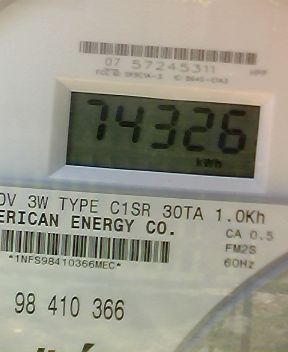 07 57245311
74326
kWh
0V 3W TYPE C1SR 30TA 1.0Kh
ERICAN ENERGY CO.
CA 0.5
FM2S
60Hz
*1NFS98410366MEC*
98 410 366